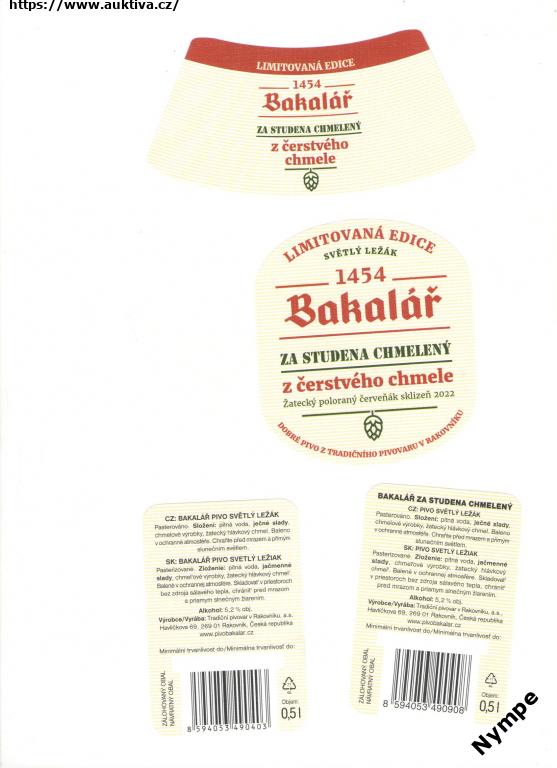 https://www.auktiva.cz/
LIMITOVANÁ EDICE
1454
Bakalář
ZA STUDENA CHMELENÝ
z čerstvého
chmele
LIMITOVANÁ EDICE
SVĚTLÝ LEŽÁK
1454
Bakalář
ZA STUDENA CHMELENÝ
z čerstvého chmele
Žatecký poloraný červeňák sklizeň 2022
DOBRÉ PIVO Z TRADIČNÍHO PIVOVARU V RAKOVNÍKU
CZ: BAKALÁŘ PIVO SVĚTLÝ LEŽÁK
Pasterováno. Složení: pitná voda, ječné slady,
chmelové výrobky, žatecký hlávkový chmel. Baleno
v ochranné atmosféře. Chraňte před mrazem a přímým
slunečním světlem.
SK: BAKALÁŘ PIVO SVETLÝ LEŽIAK
Pasterizované. Zloženie: pitná voda, jačmenné
slady, chmeľové výrobky, žatecký hlávkový chmeľ.
Balené v ochrannej atmosfére. Skladovať v priestoroch
bez zdroja sálavého tepla, chrániť pred mrazom
a priamym slnečným žiarením.
Alkohol: 5,2 % obj.
Výrobce/Výrába: Tradiční pivovar v Rakovníku, a.s.
Havlíčkova 69, 269 01 Rakovník, Česká republika
www.pivobakalar.cz
Minimální trvanlivost do/Minimálna trvanlivosť do:
ZÁLOHOVANÝ OBAL
NÁVRATNÝ OBAL
8 594053 490403
Objem:
0,5 l
BAKALÁŘ ZA STUDENA CHMELENÝ
CZ: PIVO SVĚTLÝ LEŽÁK
Pasterováno. Složení: pitná voda, ječné slady,
chmelové výrobky, žatecký hlávkový chmel. Baleno
v ochranné atmosféře. Chraňte před mrazem a přímým
slunečním světlem.
SK: PIVO SVETLÝ LEŽIAK
Pasterizované. Zloženie: pitná voda, jačmenné
slady, chmeľové výrobky, žatecký hlávkový
chmeľ. Balené v ochrannej atmosfére. Skladovať
v priestoroch bez zdroja sálavého tepla, chrániť
pred mrazom a priamym slnečným žiarením.
Alkohol: 5,2 % obj.
Výrobce/Vyrába: Tradiční pivovar v Rakovníku, a.s.,
Havlíčkova 69, 269 01 Rakovník, Česká republika
www.pivobakalar.cz
Minimální trvanlivost do/Minimálna trvanlivosť do:
ZÁLOHOVANÝ OBAL
NÁVRATNÝ OBAL
8 594053 490908
Objem:
0,5 l
Nympe